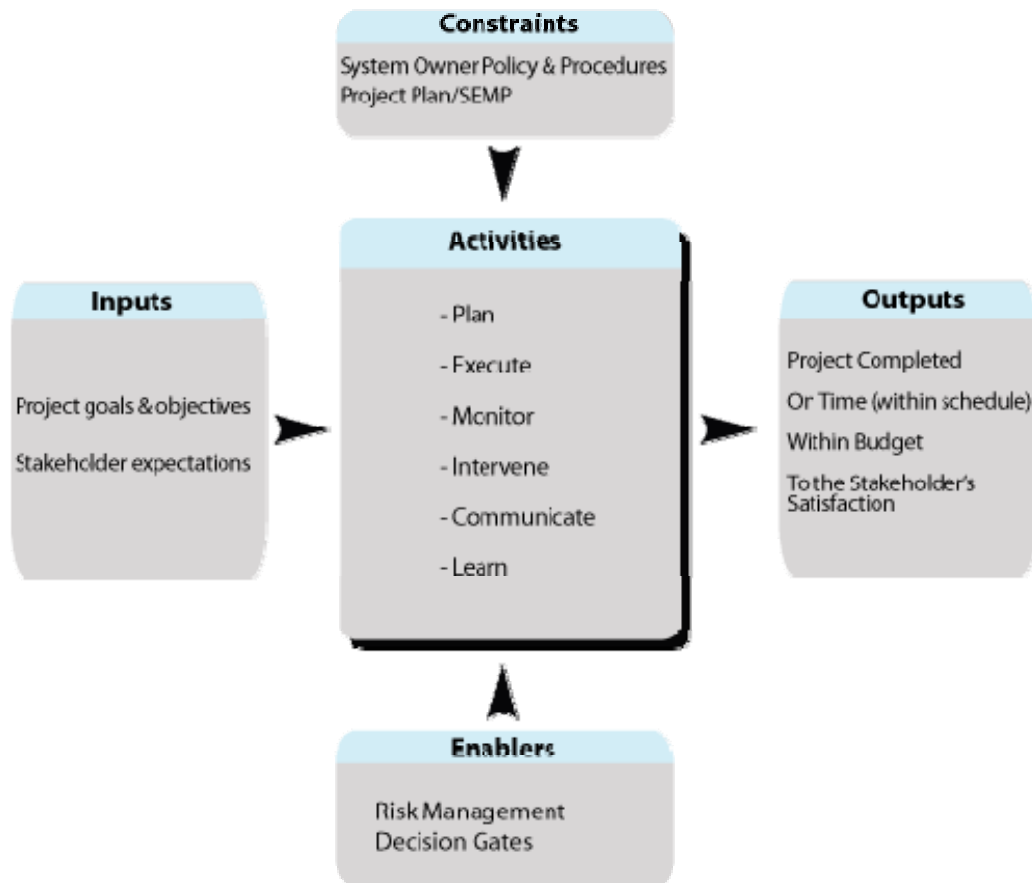 Constraints
System Owner Policy & Procedures
Project Plan/SEMP
Activities
- Plan
- Execute
- Monitor
- Intervene
- Communicate
- Learn
Inputs
Project goals & objectives
Stakeholder expectations
Outputs
Project Completed
Or Time (within schedule)
Within Budget
To the Stakeholder's
Satisfaction
Enablers
Risk Management
Decision Gates